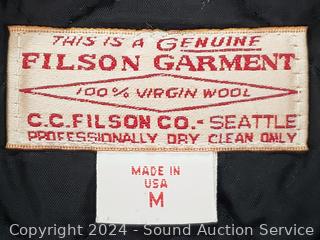 THIS IS A GENUINE
FILSON GARMENT
100% VIRGIN WOOL
C.C. FILSON CO.- SEATTLE
PROFESSIONALLY DRY CLEAN ONLY
MADE IN
USA
M
Copyright 2024 - Sound Auction Service